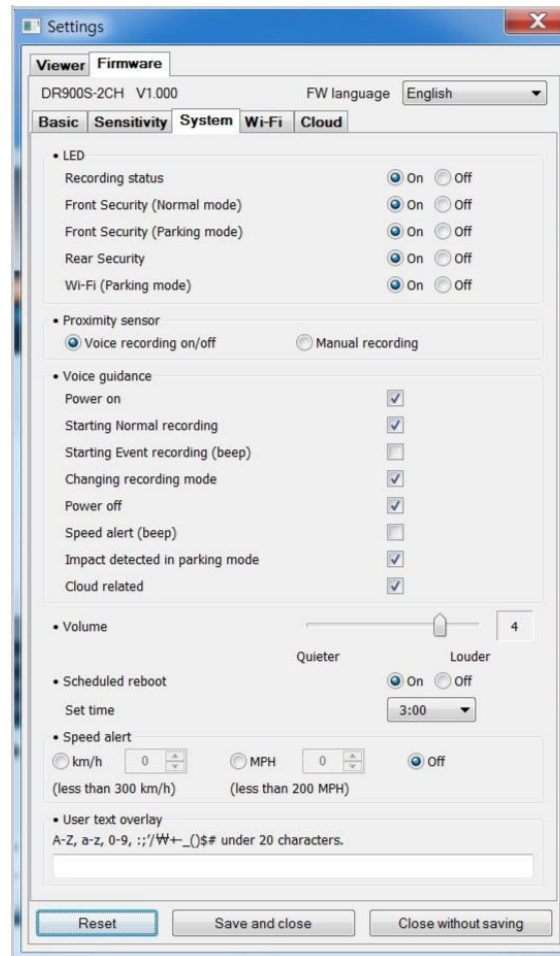 Settings
Viewer Firmware
DR900S-2CH V1.000 FW language English
Basic Sensitivity System Wi-Fi Cloud
• LED
Recording status On Off
Front Security (Normal mode) On Off
Front Security (Parking mode) On Off
Rear Security On Off
Wi-Fi (Parking mode) On Off
• Proximity sensor
Voice recording on/off Manual recording
• Voice guidance
Power on
Starting Normal recording
Starting Event recording (beep)
Changing recording mode
Power off
Speed alert (beep)
Impact detected in parking mode
Cloud related
• Volume 4
Quieter Louder
• Scheduled reboot On Off
Set time 3:00
• Speed alert
km/h 0 MPH 0 Off
(less than 300 km/h) (less than 200 MPH)
• User text overlay
A-Z, a-z, 0-9, :;’/₩+-_()$# under 20 characters.
Reset Save and close Close without saving